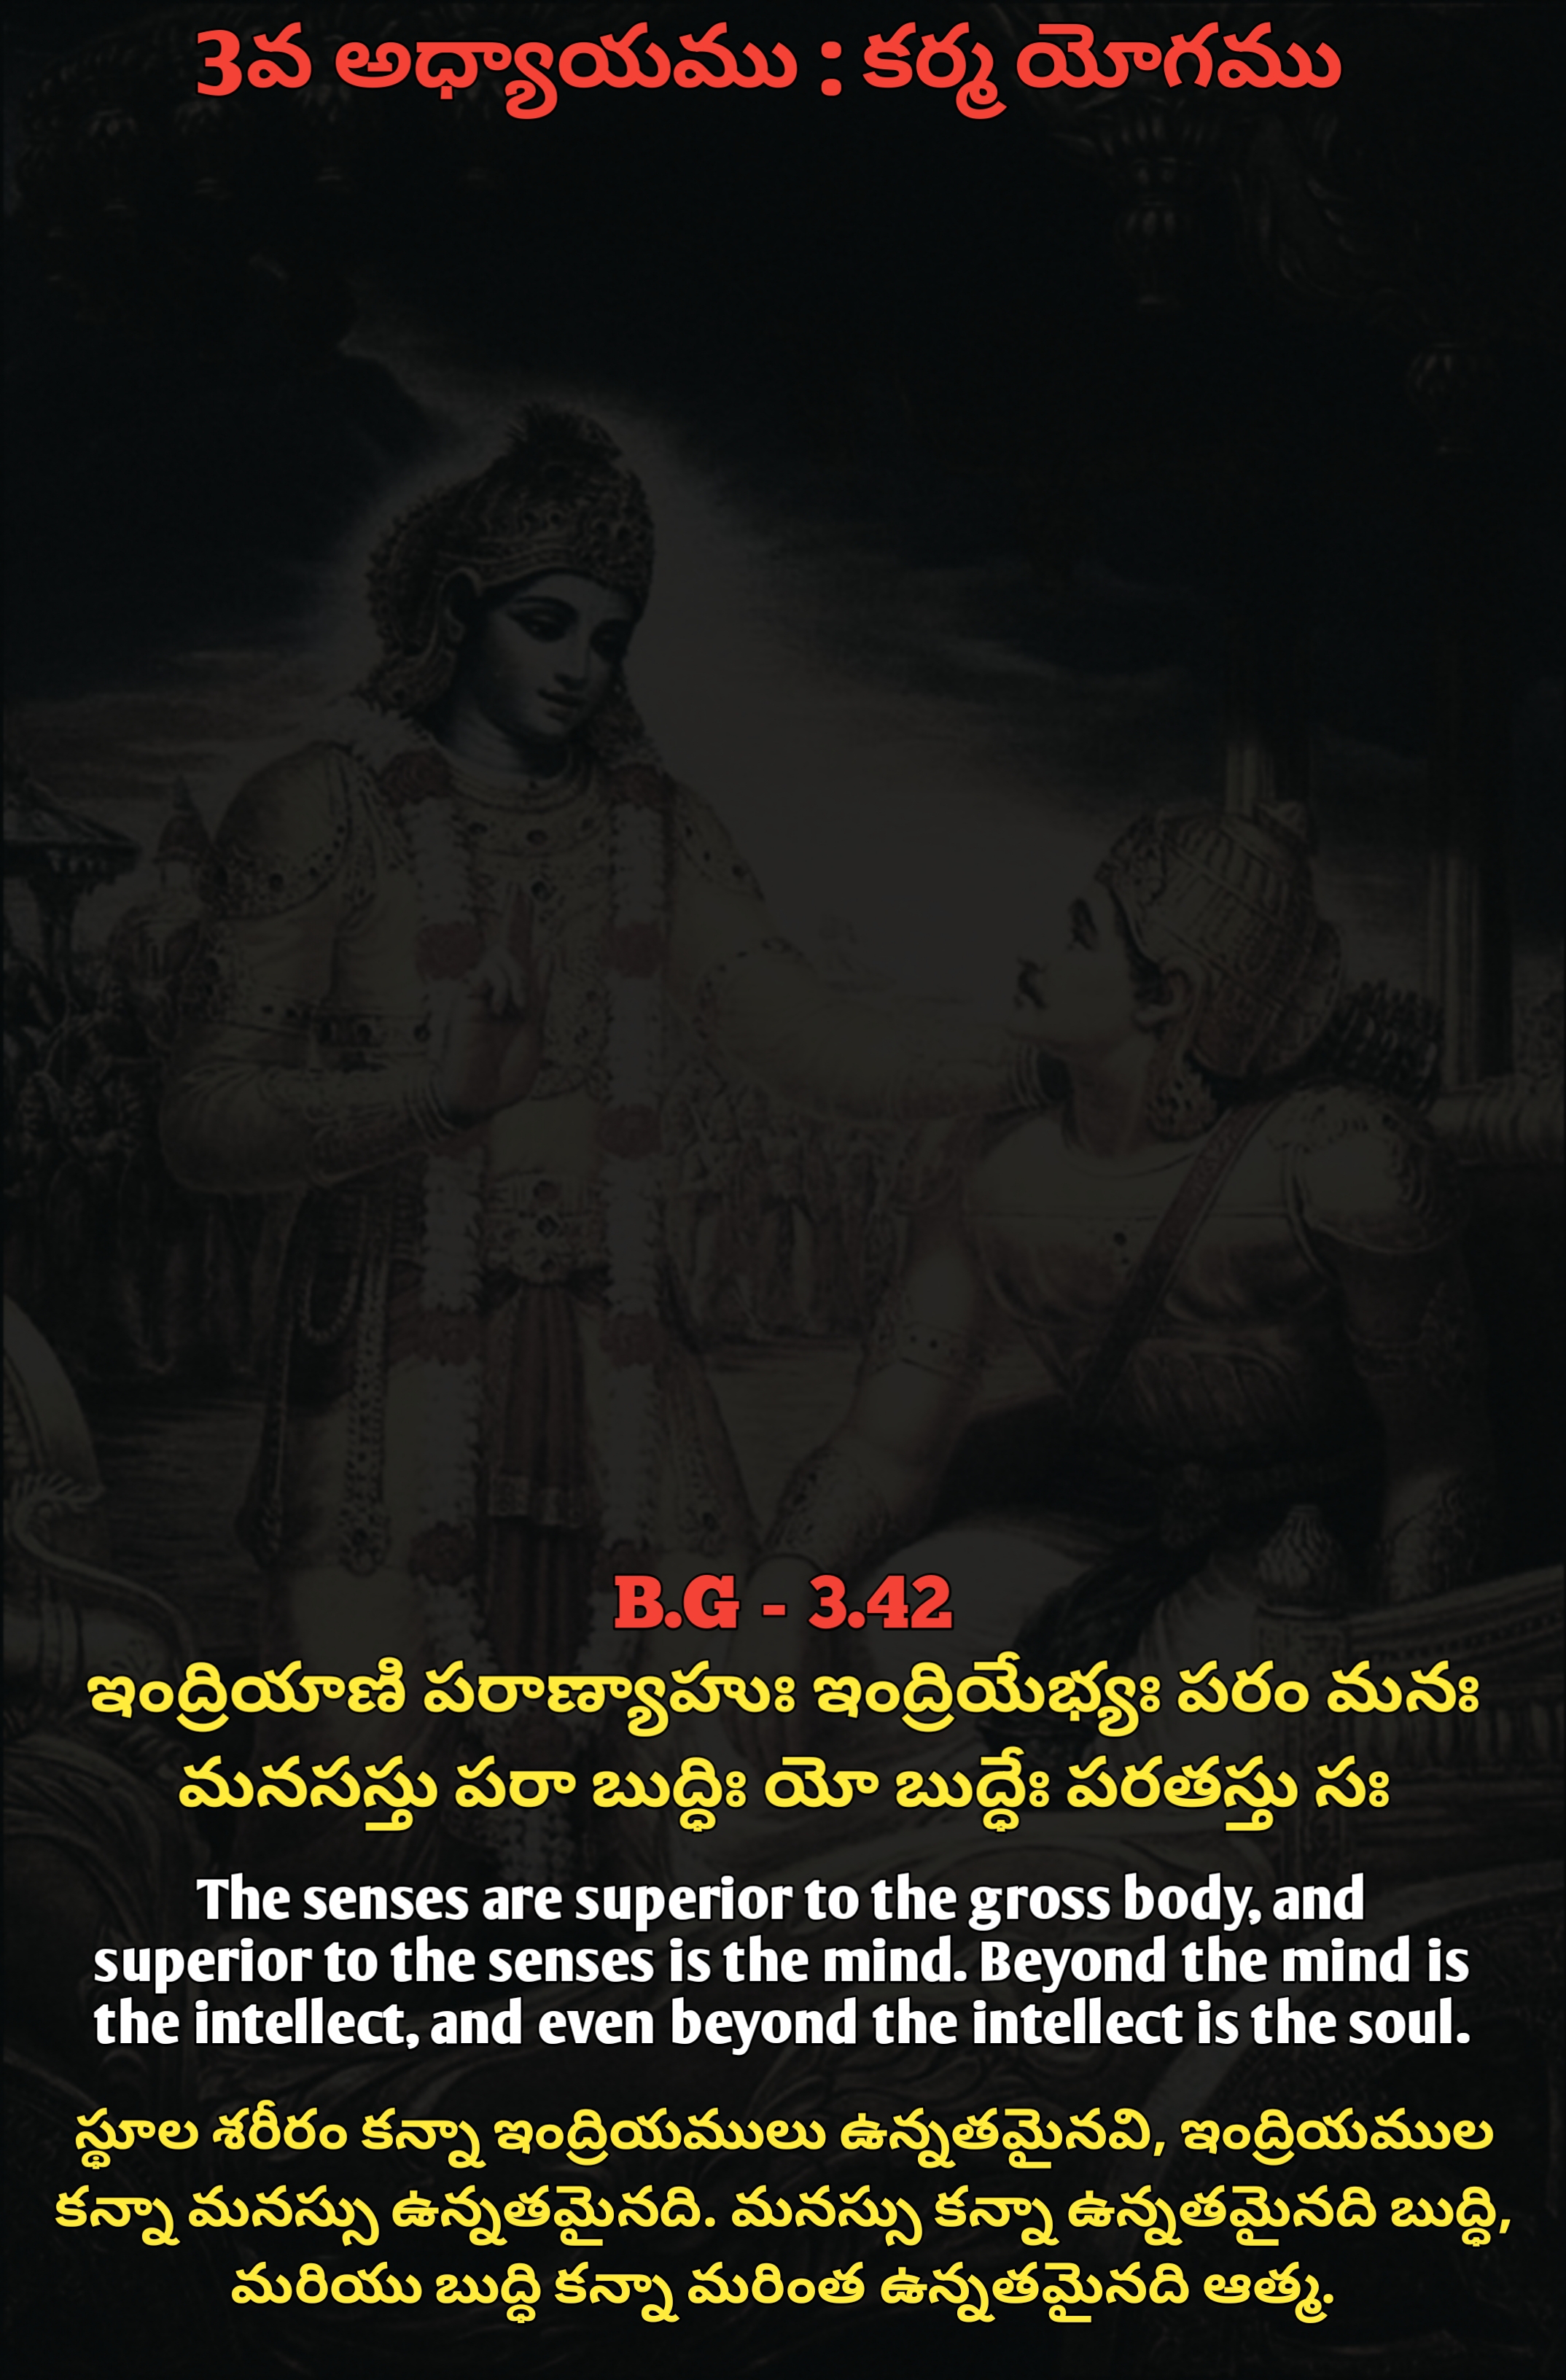 3వ అధ్యాయము : కర్మ యోగము
B.G - 3.42
ఇంద్రియాణి పరాణ్యాహుః ఇంద్రియేభ్యః పరం మనః
మనసస్తు పరా బుద్ధిః యో బుద్ధేః పరతస్తు సః
The senses are superior to the gross body, and
superior to the senses is the mind. Beyond the mind is
the intellect, and even beyond the intellect is the soul.
స్థూల శరీరం కన్నా ఇంద్రియములు ఉన్నతమైనవి, ఇంద్రియముల
కన్నా మనస్సు ఉన్నతమైనది. మనస్సు కన్నా ఉన్నతమైనది బుద్ధి,
మరియు బుద్ధి కన్నా మరింత ఉన్నతమైనది ఆత్మ.